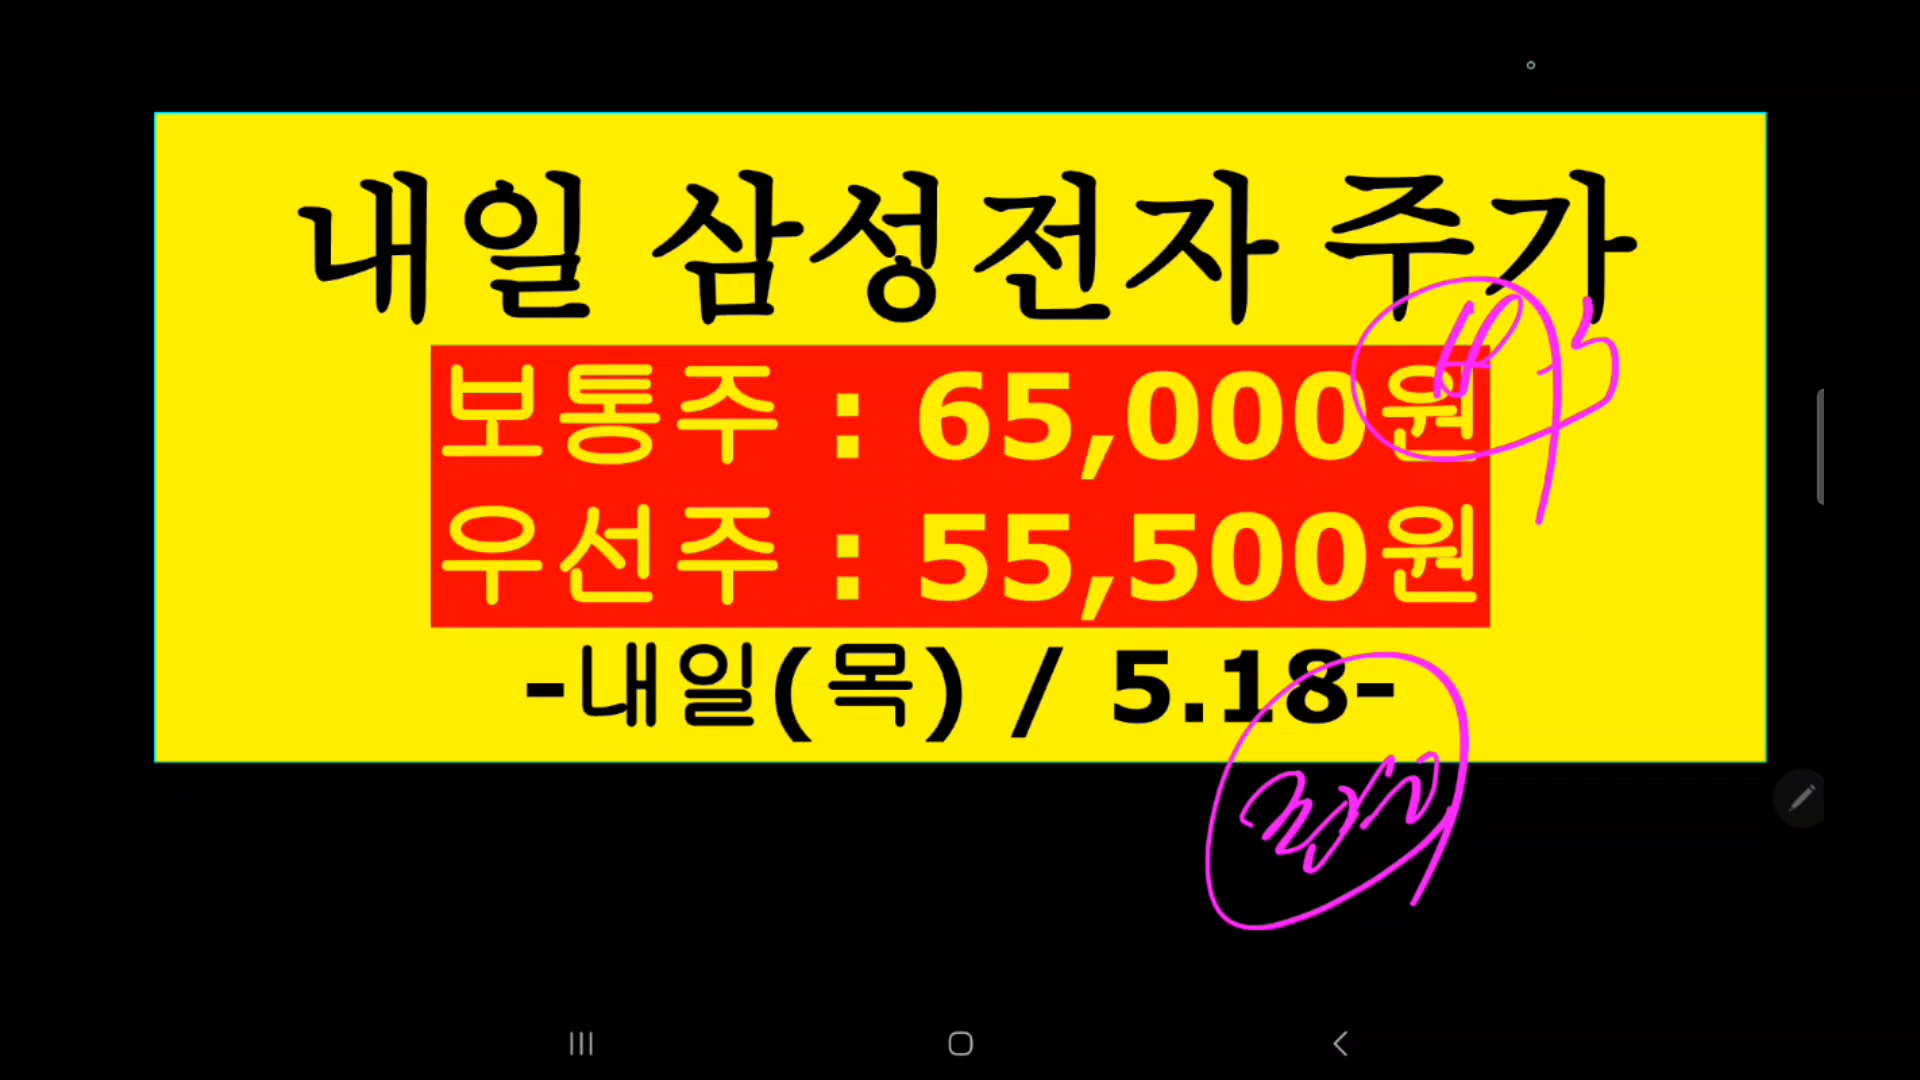 내일 삼성전자 주가
보통주 : 65,000원
우선주 : 55,500원
-내일(목) / 5.18-